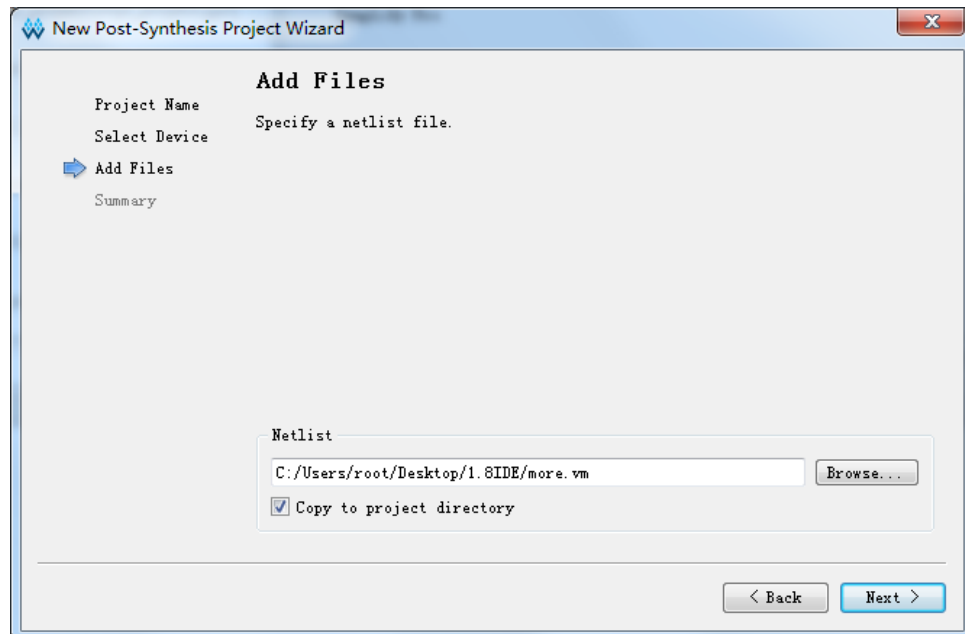 New Post-Synthesis Project Wizard
Add Files
Project Name
Specify a netlist file.
Select Device
Add Files
Summary
Netlist
C:/Users/root/Desktop/1.8IDE/more.vm
Browse...
Copy to project directory
< Back
Next >